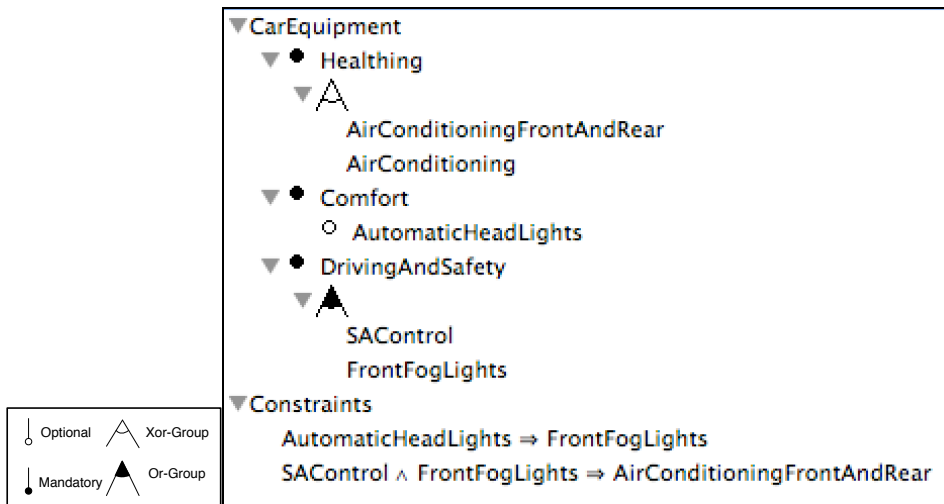 CarEquipment
Healthing
AirConditioningFrontAndRear
AirConditioning
Comfort
AutomaticHeadLights
DrivingAndSafety
SAControl
FrontFogLights
Constraints
AutomaticHeadLights ⇒ FrontFogLights
SAControl ∧ FrontFogLights ⇒ AirConditioningFrontAndRear
Optional Xor-Group
Mandatory Or-Group